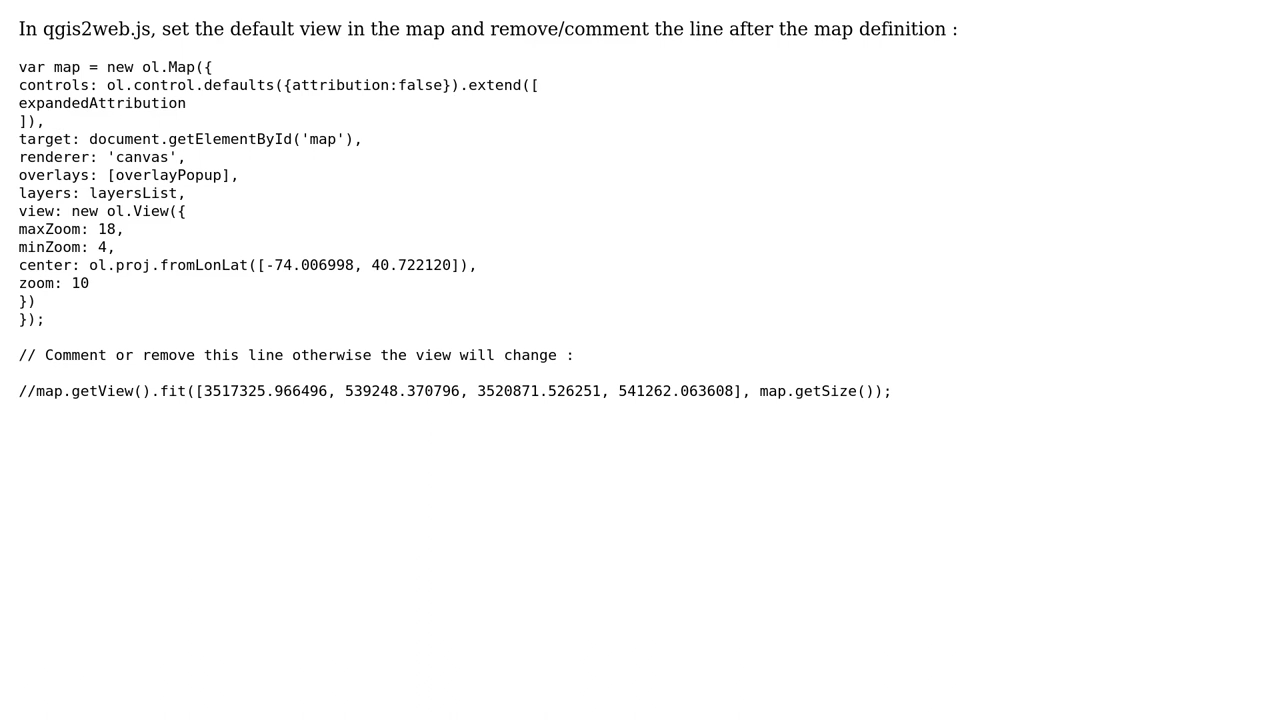 In qgis2web.js, set the default view in the map and remove/comment the line after the map definition :
var map = new ol.Map({
controls: ol.control.defaults({attribution:false}).extend([
expandedAttribution
]),
target: document.getElementById('map'),
renderer: 'canvas',
overlays: [overlayPopup],
layers: layersList,
view: new ol.View({
maxZoom: 18,
minZoom: 4,
center: ol.proj.fromLonLat([-74.006998, 40.722120]),
zoom: 10
})
});
// Comment or remove this line otherwise the view will change :
//map.getView().fit([3517325.966496, 539248.370796, 3520871.526251, 541262.063608], map.getSize());